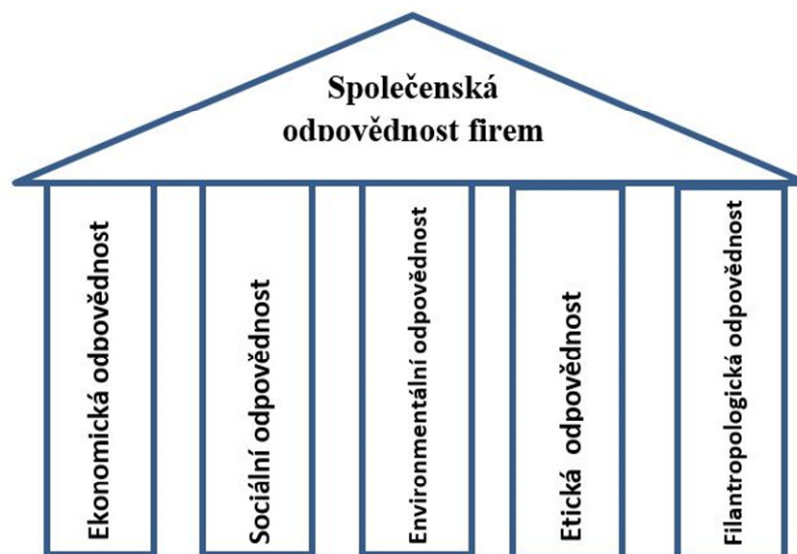 Společenská
odpovědnost firem
Ekonomická odpovědnost
Sociální odpovědnost
Environmentální odpovědnost
Etická odpovědnost
Filantropologická odpovědnost